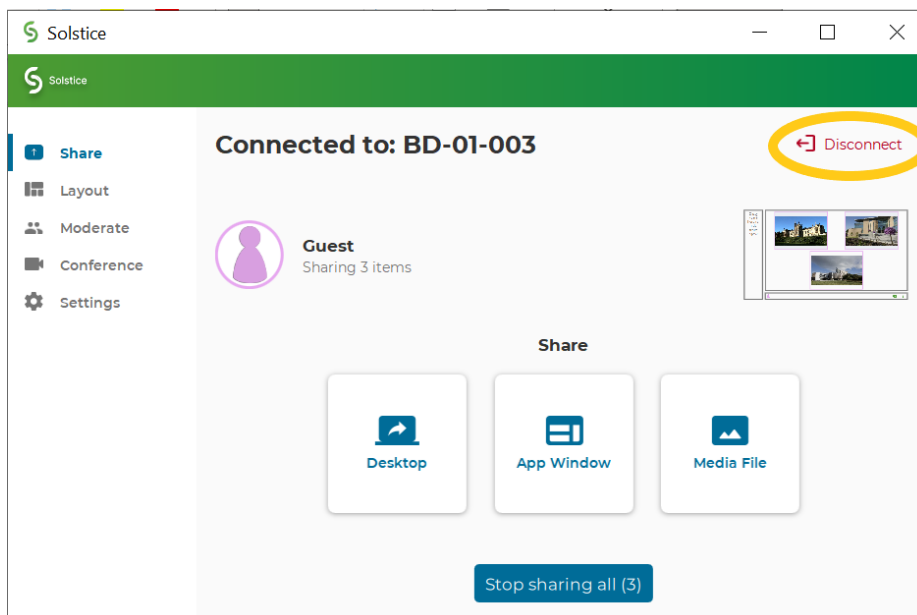 Solstice
Solstice
Share
Layout
Moderate
Conference
Settings
Connected to: BD-01-003
Disconnect
Guest
Sharing 3 items
Share
Desktop
App Window
Media File
Stop sharing all (3)